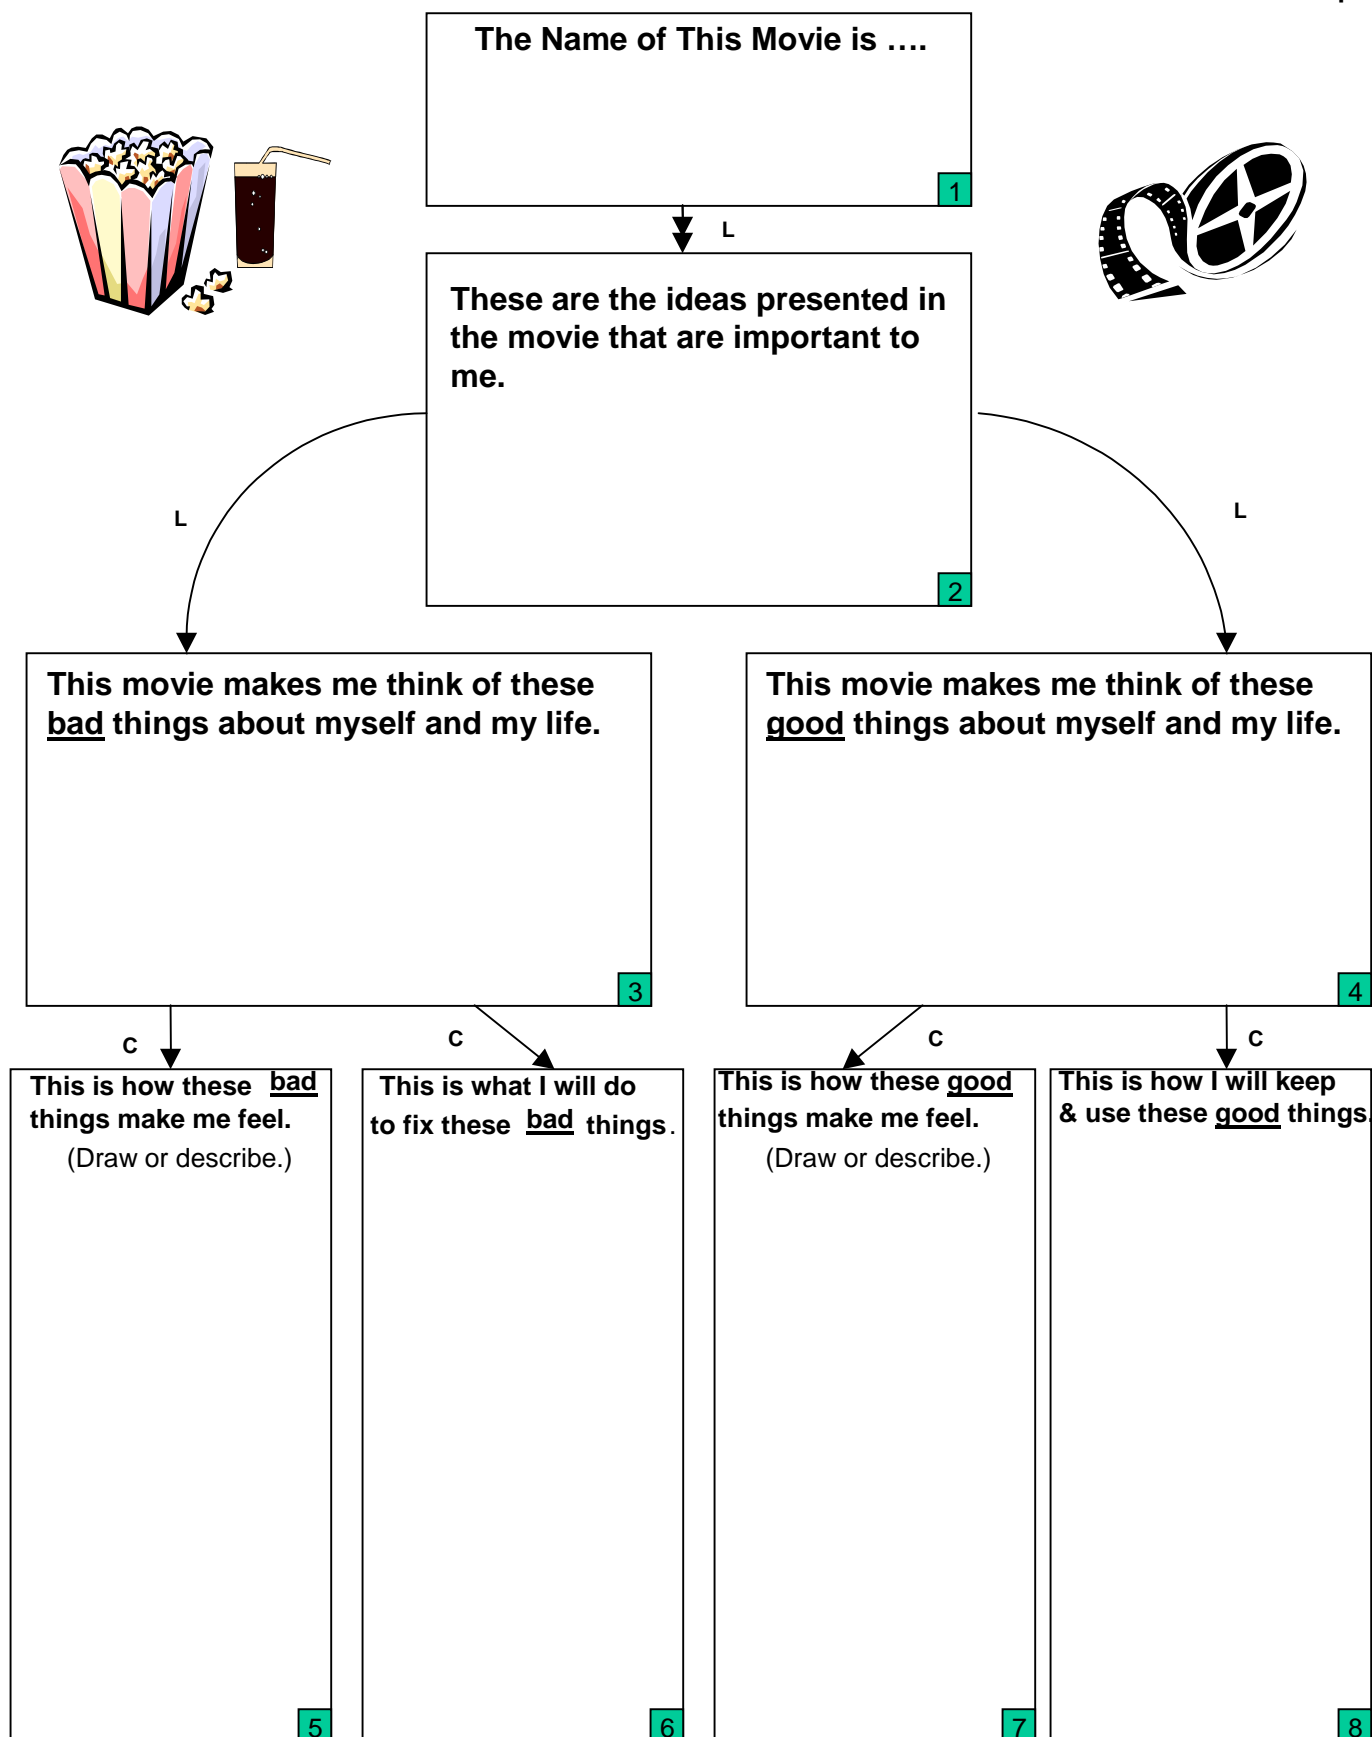 The Name of This Movie is ....
1
L
These are the ideas presented in
the movie that are important to
me.
2
L
L
This movie makes me think of these
bad things about myself and my life.
3
This movie makes me think of these
good things about myself and my life.
4
C
C
C
C
This is how these bad
things make me feel.
(Draw or describe.)
5
This is what I will do
to fix these bad things.
6
This is how these good
things make me feel.
(Draw or describe.)
7
This is how I will keep
& use these good things.
8